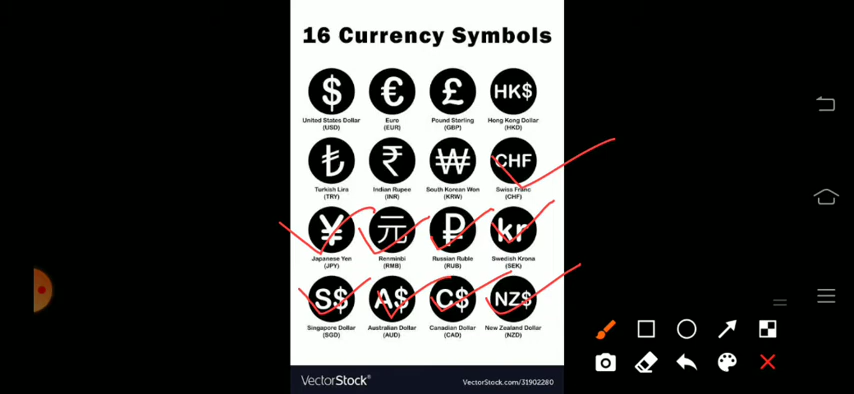 16 Currency Symbols
$ € £ HK$
United States Dollar Euro Pound Sterling Hong Kong Dollar
(USD) (EUR) (GBP) (HKD)
₺ ₹ ₩ CHF
Turkish Lira Indian Rupee South Korean Won Swiss Franc
(TRY) (INR) (KRW) (CHF)
¥ 元 ₽ kr
Japanese Yen Renminbi Russian Ruble Swedish Krona
(JPY) (RMB) (RUB) (SEK)
S$ A$ C$ NZ$
Singapore Dollar Australian Dollar Canadian Dollar New Zealand Dollar
(SGD) (AUD) (CAD) (NZD)
VectorStock® VectorStock.com/31902280